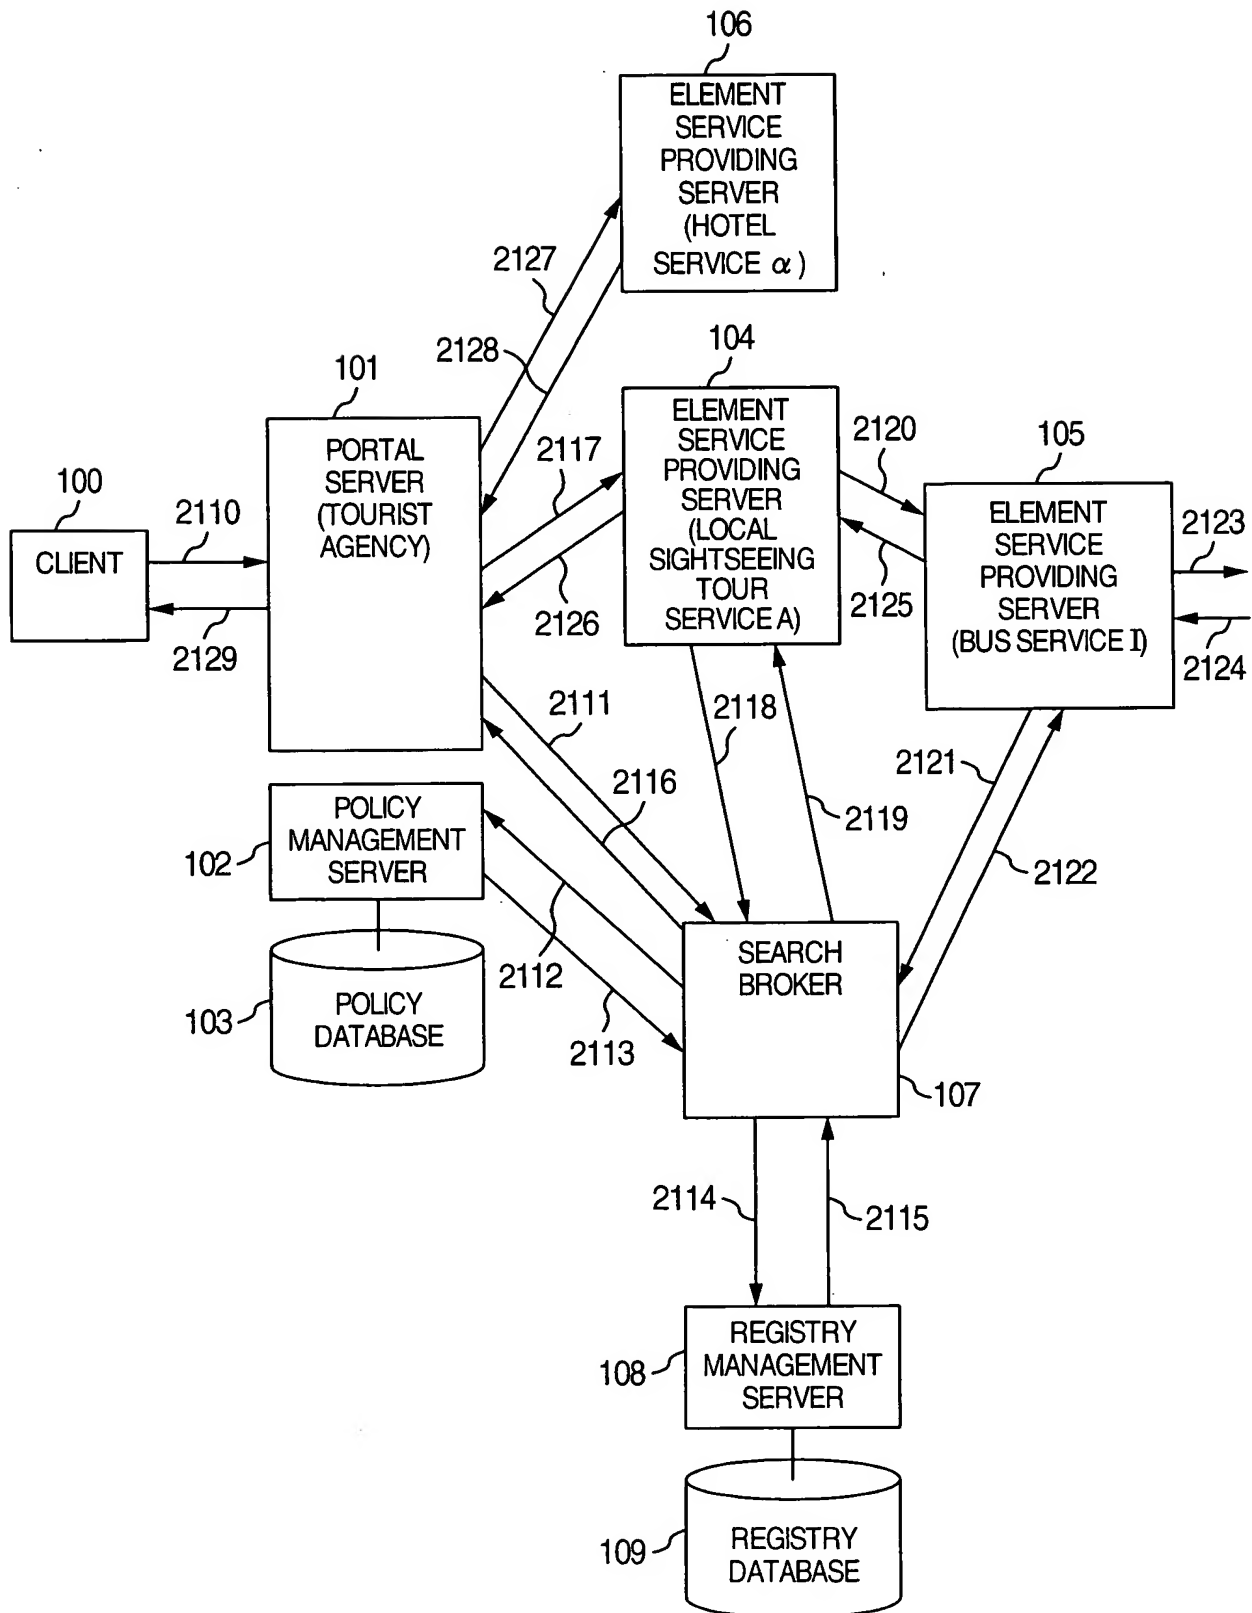 106
ELEMENT
SERVICE
PROVIDING
SERVER
(HOTEL
SERVICE α)
2127
2128
104
101
ELEMENT
SERVICE
PROVIDING
SERVER
(LOCAL
SIGHTSEEING
TOUR
SERVICE A)
PORTAL
SERVER
(TOURIST
AGENCY)
2117
2120
105
100
2110
CLIENT
ELEMENT
SERVICE
PROVIDING
SERVER
(BUS SERVICE I)
2123
2129
2126
2125
2124
2111
2118
2121
2116
2119
2122
POLICY
MANAGEMENT
SERVER
102
SEARCH
BROKER
2112
103
POLICY
DATABASE
2113
107
2114
2115
REGISTRY
MANAGEMENT
SERVER
108
109
REGISTRY
DATABASE